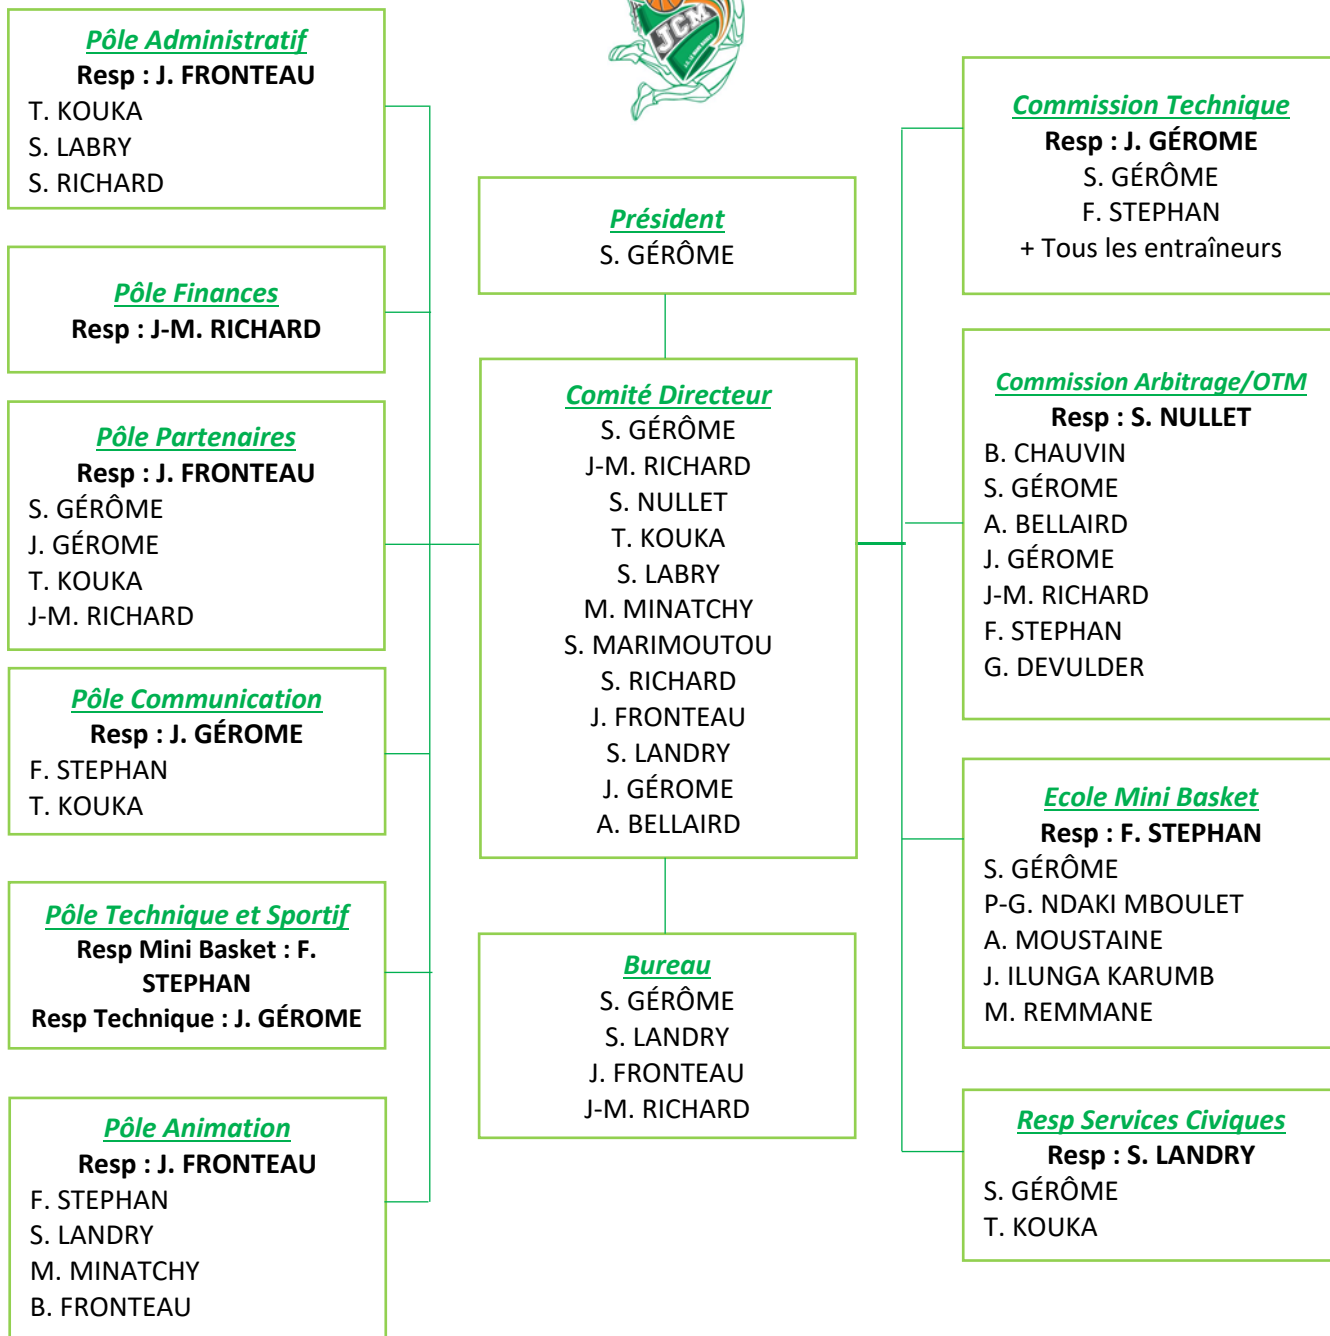 JCM
Pôle Administratif
Resp : J. FRONTEAU
T. KOUKA
S. LABRY
S. RICHARD
Pôle Finances
Resp : J-M. RICHARD
Pôle Partenaires
Resp : J. FRONTEAU
S. GÉRÔME
J. GÉROME
T. KOUKA
J-M. RICHARD
Pôle Communication
Resp : J. GÉROME
F. STEPHAN
T. KOUKA
Pôle Technique et Sportif
Resp Mini Basket : F.
STEPHAN
Resp Technique : J. GÉROME
Pôle Animation
Resp : J. FRONTEAU
F. STEPHAN
S. LANDRY
M. MINATCHY
B. FRONTEAU
Président
S. GÉRÔME
Comité Directeur
S. GÉRÔME
J-M. RICHARD
S. NULLET
T. KOUKA
S. LABRY
M. MINATCHY
S. MARIMOUTOU
S. RICHARD
J. FRONTEAU
S. LANDRY
J. GÉROME
A. BELLAIRD
Bureau
S. GÉRÔME
S. LANDRY
J. FRONTEAU
J-M. RICHARD
Commission Technique
Resp : J. GÉROME
S. GÉRÔME
F. STEPHAN
+ Tous les entraîneurs
Commission Arbitrage/OTM
Resp : S. NULLET
B. CHAUVIN
S. GÉROME
A. BELLAIRD
J. GÉROME
J-M. RICHARD
F. STEPHAN
G. DEVULDER
Ecole Mini Basket
Resp : F. STEPHAN
S. GÉRÔME
P-G. NDAKI MBOULET
A. MOUSTAINE
J. ILUNGA KARUMB
M. REMMANE
Resp Services Civiques
Resp : S. LANDRY
S. GÉRÔME
T. KOUKA